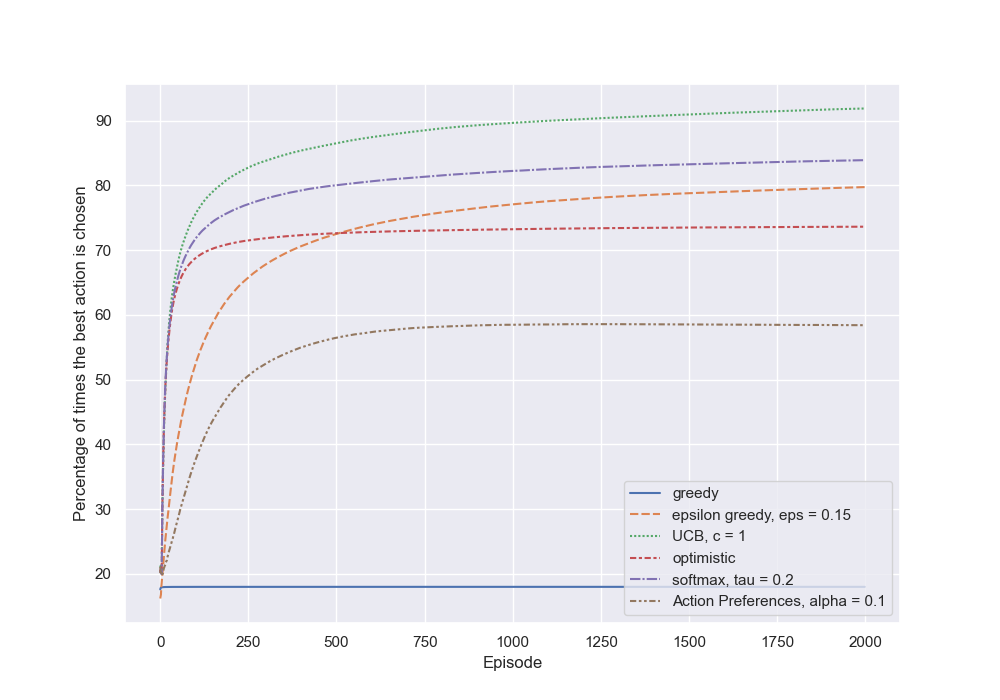 90
80
70
60
50
40
30
20
Percentage of times the best action is chosen
greedy
epsilon greedy, eps = 0.15
UCB, c = 1
optimistic
softmax, tau = 0.2
Action Preferences, alpha = 0.1
0 250 500 750 1000 1250 1500 1750 2000
Episode